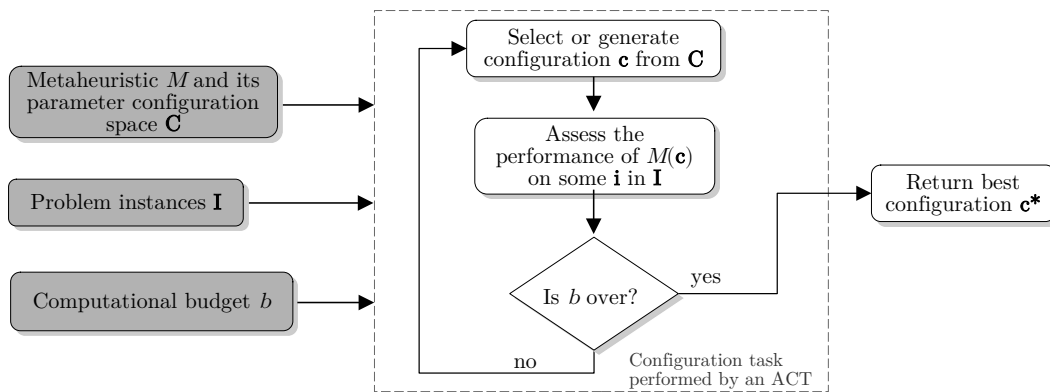 Metaheuristic M and its
parameter configuration
space C
Problem instances I
Computational budget b
Select or generate
configuration c from C
Assess the
performance of M(c)
on some i in I
Is b over?
yes
no
Configuration task
performed by an ACT
Return best
configuration c*